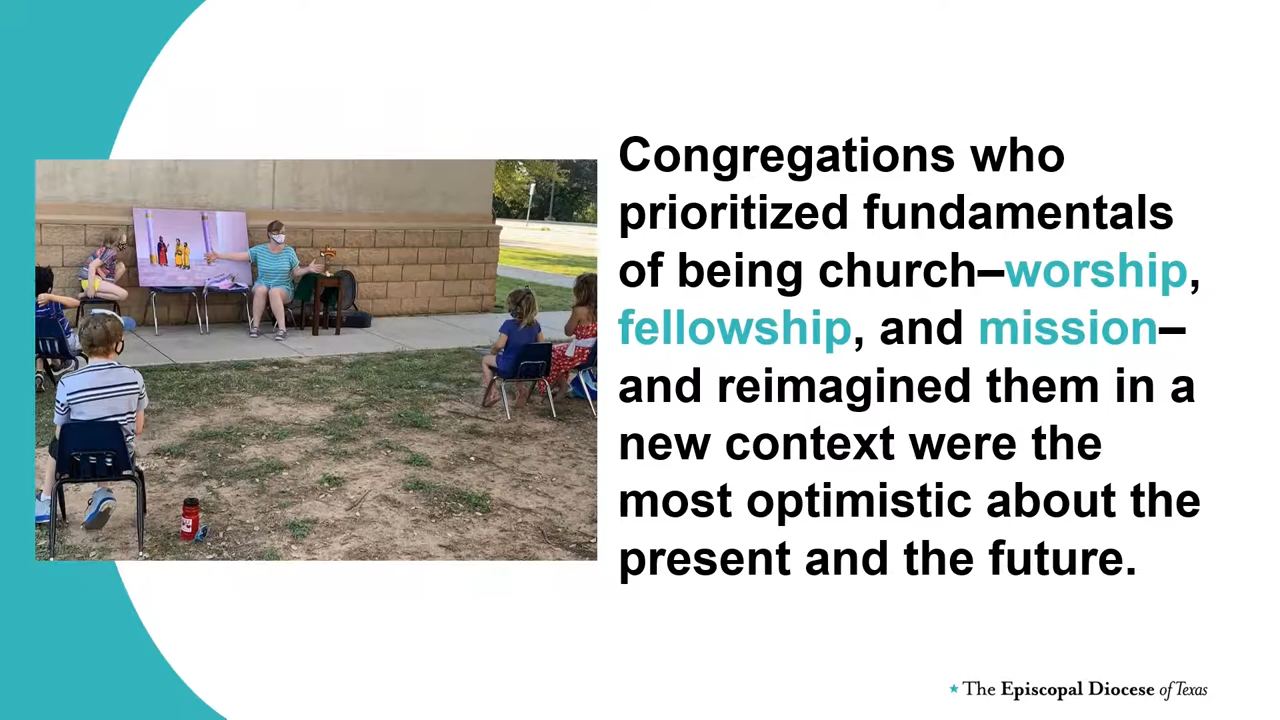 Congregations who
prioritized fundamentals
of being church–worship,
fellowship, and mission–
and reimagined them in a
new context were the
most optimistic about the
present and the future.
The Episcopal Diocese of Texas